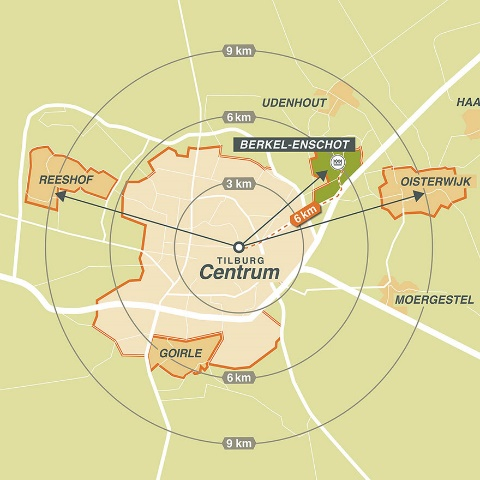 9 km
6 km
UDENHOUT
HAA
BERKEL-ENSCHOT
REESHOF
3 km
OISTERWIJK
6 km
TILBURG
Centrum
MOERGESTEL
GOIRLE
6 km
9 km